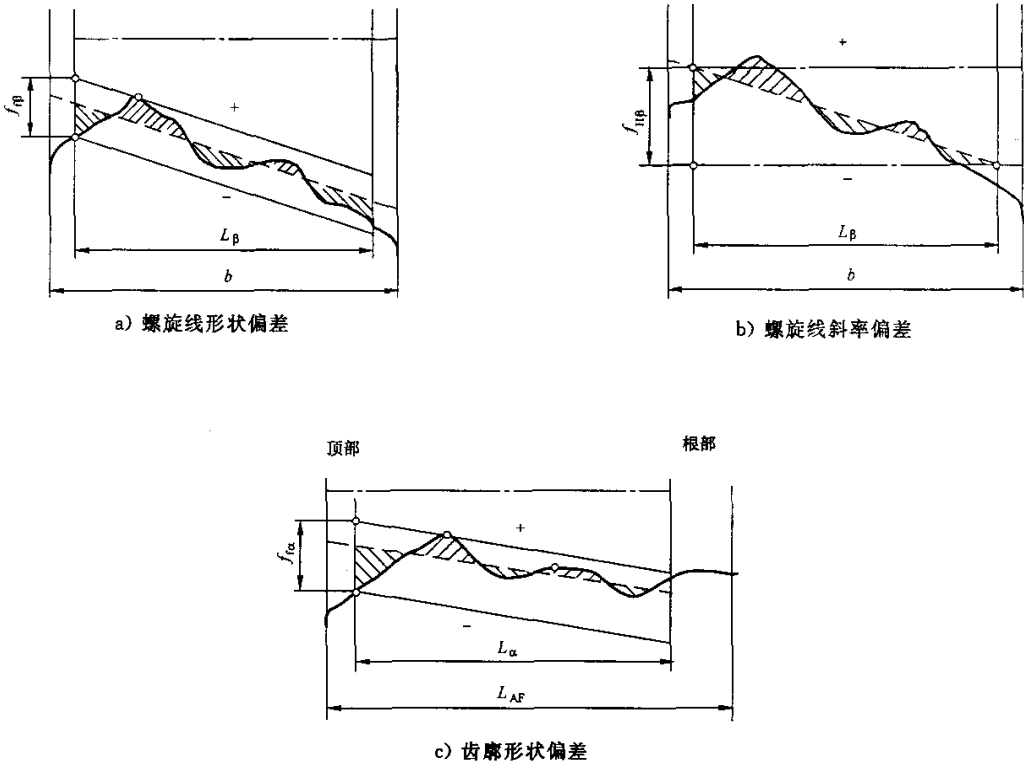 +
f_fβ
−
L_β
b
a) 螺旋线形状偏差
+
f_Hβ
−
L_β
b
b) 螺旋线斜率偏差
顶部
根部
+
f_fα
−
L_α
L_AF
c) 齿廓形状偏差